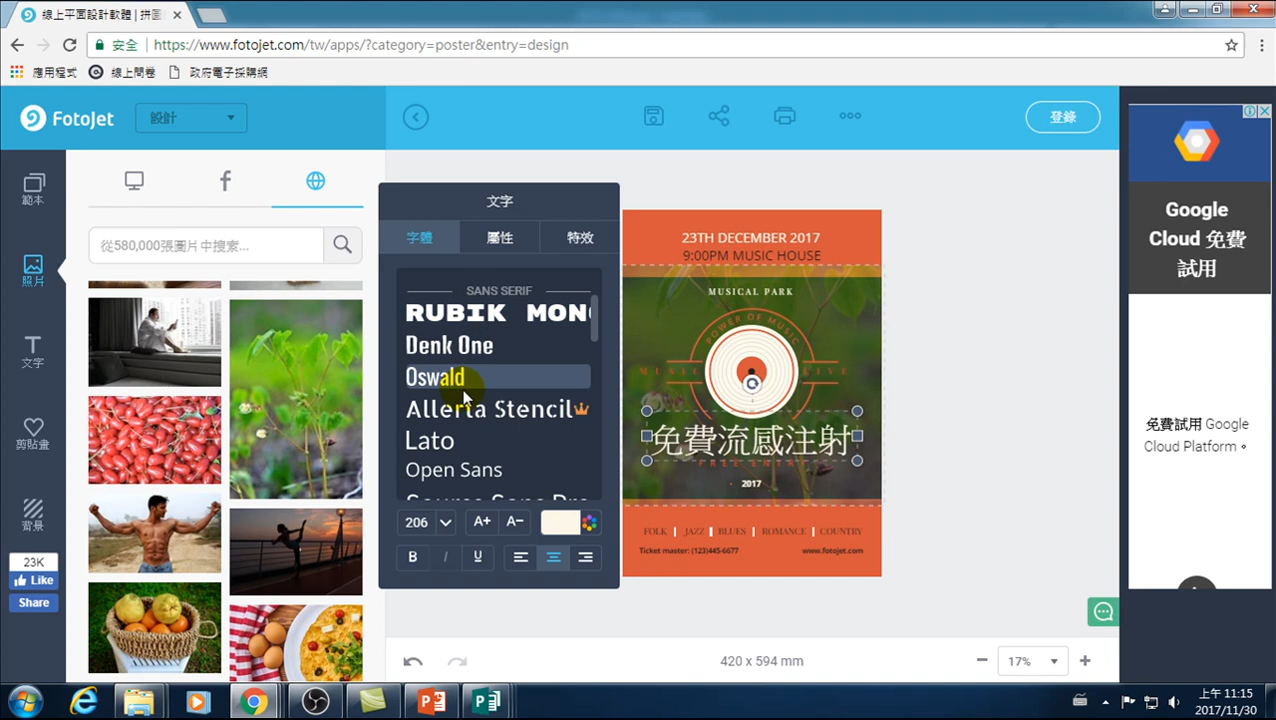 線上平面設計軟體 | 拼圖
安全 https://www.fotojet.com/tw/apps/?category=poster&entry=design
應用程式 線上問卷 政府電子採購網
FotoJet
設計
登錄
範本
照片
文字
剪貼畫
背景
23K
Like
Share
從580,000張圖片中搜索...
文字
字體 屬性 特效
SANS SERIF
RUBIK MON
Denk One
Oswald
Allerta Stencil
Lato
Open Sans
Source Sans Pro
206 A+ A−
B I U
23TH DECEMBER 2017
9:00PM MUSIC HOUSE
MUSICAL PARK
POWER OF MUSIC
MUSIC LIVE
免費流感注射
FREE ENTRY
2017
FOLK | JAZZ | BLUES | ROMANCE | COUNTRY
Ticket master: (123)445-6677 www.fotojet.com
420 x 594 mm
17%
Google
Cloud 免費
試用
免費試用 Google
Cloud Platform。
上午 11:15
2017/11/30